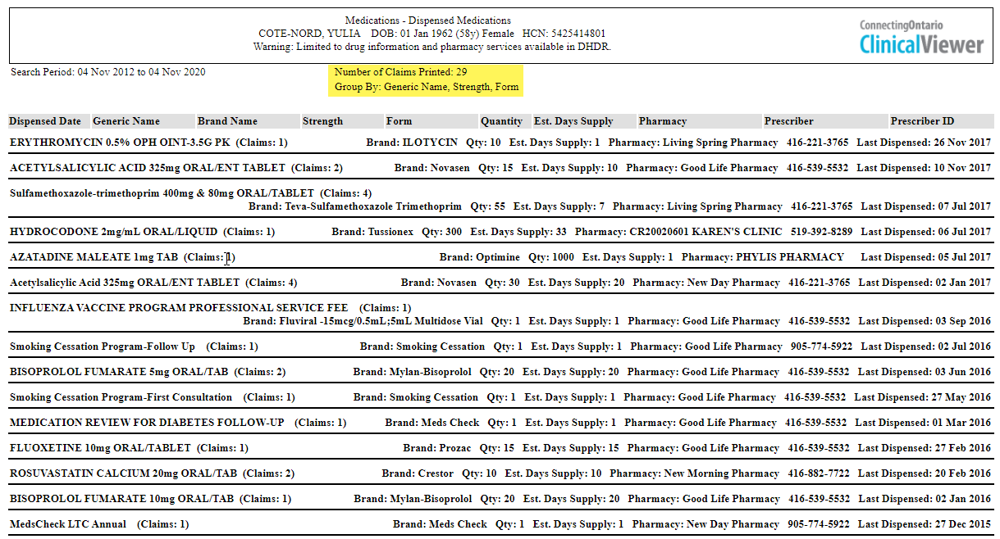 Medications - Dispensed Medications
COTE-NORD, YULIA DOB: 01 Jan 1962 (58y) Female HCN: 5425414801
Warning: Limited to drug information and pharmacy services available in DHDR.
ConnectingOntario
ClinicalViewer
Search Period: 04 Nov 2012 to 04 Nov 2020
Number of Claims Printed: 29
Group By: Generic Name, Strength, Form
Dispensed Date Generic Name Brand Name Strength Form Quantity Est. Days Supply Pharmacy Prescriber Prescriber ID
ERYTHROMYCIN 0.5% OPH OINT-3.5G PK (Claims: 1) Brand: ILOTYCIN Qty: 10 Est. Days Supply: 1 Pharmacy: Living Spring Pharmacy 416-221-3765 Last Dispensed: 26 Nov 2017
ACETYLSALICYLIC ACID 325mg ORAL/ENT TABLET (Claims: 2) Brand: Novasen Qty: 15 Est. Days Supply: 10 Pharmacy: Good Life Pharmacy 416-539-5532 Last Dispensed: 10 Nov 2017
Sulfamethoxazole-trimethoprim 400mg & 80mg ORAL/TABLET (Claims: 4)
Brand: Teva-Sulfamethoxazole Trimethoprim Qty: 55 Est. Days Supply: 7 Pharmacy: Living Spring Pharmacy 416-221-3765 Last Dispensed: 07 Jul 2017
HYDROCODONE 2mg/mL ORAL/LIQUID (Claims: 1) Brand: Tussionex Qty: 300 Est. Days Supply: 33 Pharmacy: CR20020601 KAREN'S CLINIC 519-392-8289 Last Dispensed: 06 Jul 2017
AZATADINE MALEATE 1mg TAB (Claims: 1) Brand: Optimine Qty: 1000 Est. Days Supply: 1 Pharmacy: PHYLIS PHARMACY Last Dispensed: 05 Jul 2017
Acetylsalicylic Acid 325mg ORAL/ENT TABLET (Claims: 4) Brand: Novasen Qty: 30 Est. Days Supply: 20 Pharmacy: New Day Pharmacy 416-221-3765 Last Dispensed: 02 Jan 2017
INFLUENZA VACCINE PROGRAM PROFESSIONAL SERVICE FEE (Claims: 1)
Brand: Fluviral -15mcg/0.5mL;5mL Multidose Vial Qty: 1 Est. Days Supply: 1 Pharmacy: Good Life Pharmacy 416-539-5532 Last Dispensed: 03 Sep 2016
Smoking Cessation Program-Follow Up (Claims: 1) Brand: Smoking Cessation Qty: 1 Est. Days Supply: 1 Pharmacy: Good Life Pharmacy 905-774-5922 Last Dispensed: 02 Jul 2016
BISOPROLOL FUMARATE 5mg ORAL/TAB (Claims: 2) Brand: Mylan-Bisoprolol Qty: 20 Est. Days Supply: 20 Pharmacy: Good Life Pharmacy 416-539-5532 Last Dispensed: 03 Jun 2016
Smoking Cessation Program-First Consultation (Claims: 1) Brand: Smoking Cessation Qty: 1 Est. Days Supply: 1 Pharmacy: Good Life Pharmacy 416-539-5532 Last Dispensed: 27 May 2016
MEDICATION REVIEW FOR DIABETES FOLLOW-UP (Claims: 1) Brand: Meds Check Qty: 1 Est. Days Supply: 1 Pharmacy: Good Life Pharmacy 416-539-5532 Last Dispensed: 01 Mar 2016
FLUOXETINE 10mg ORAL/TABLET (Claims: 1) Brand: Prozac Qty: 15 Est. Days Supply: 15 Pharmacy: Good Life Pharmacy 416-539-5532 Last Dispensed: 27 Feb 2016
ROSUVASTATIN CALCIUM 20mg ORAL/TAB (Claims: 2) Brand: Crestor Qty: 10 Est. Days Supply: 10 Pharmacy: New Morning Pharmacy 416-882-7722 Last Dispensed: 20 Feb 2016
BISOPROLOL FUMARATE 10mg ORAL/TAB (Claims: 1) Brand: Mylan-Bisoprolol Qty: 20 Est. Days Supply: 20 Pharmacy: Good Life Pharmacy 416-539-5532 Last Dispensed: 02 Jan 2016
MedsCheck LTC Annual (Claims: 1) Brand: Meds Check Qty: 1 Est. Days Supply: 1 Pharmacy: New Day Pharmacy 905-774-5922 Last Dispensed: 27 Dec 2015